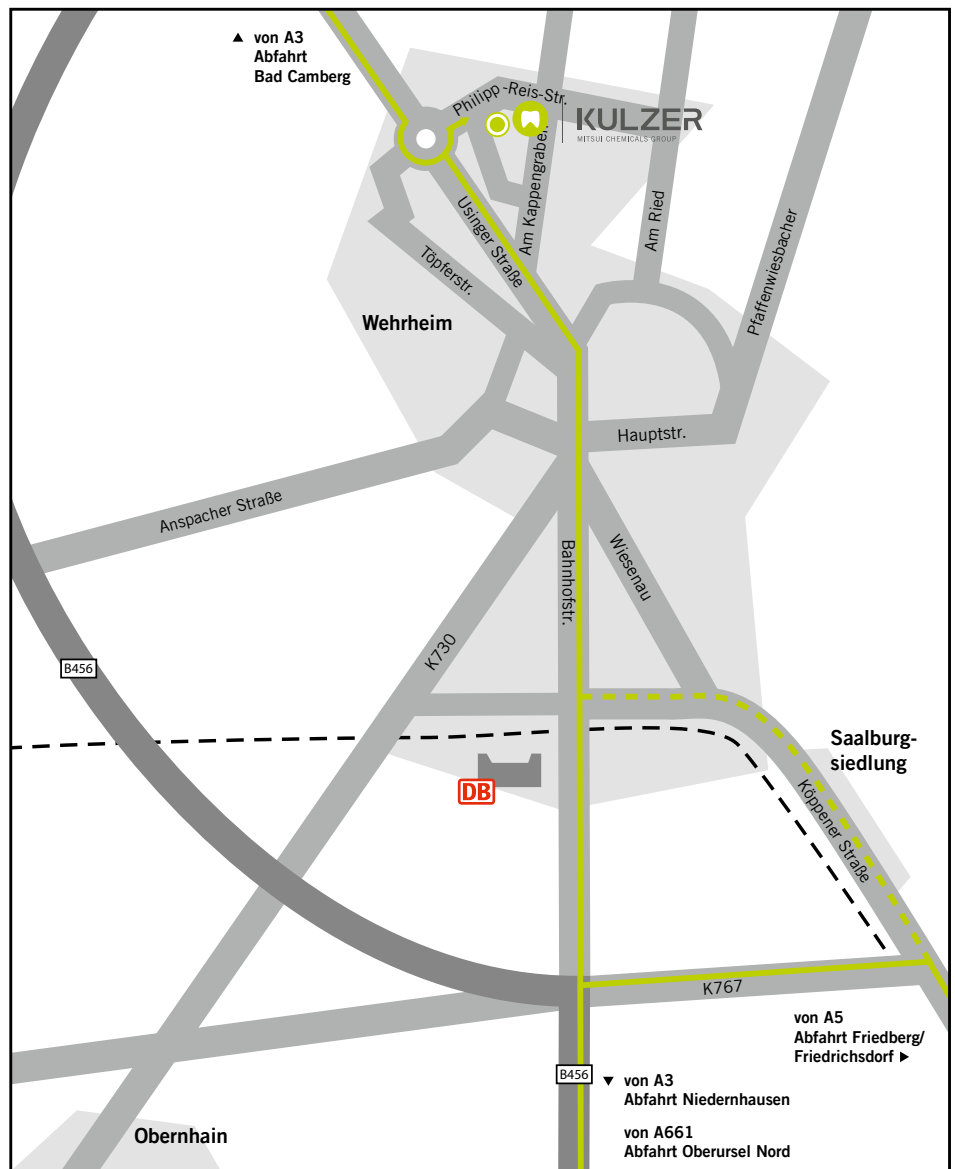 von A3
Abfahrt
Bad Camberg
Philipp-Reis-Str.
KULZER
MITSUI CHEMICALS GROUP
Am Kappengraben
Usinger Straße
Am Ried
Pfaffenwiesbacher
Töpferstr.
Wehrheim
Hauptstr.
Anspacher Straße
Bahnhofstr.
Wiesenau
K730
B456
Saalburg-
siedlung
DB
Köppener Straße
K767
von A5
Abfahrt Friedberg/
Friedrichsdorf
B456
von A3
Abfahrt Niedernhausen
von A661
Abfahrt Oberursel Nord
Obernhain